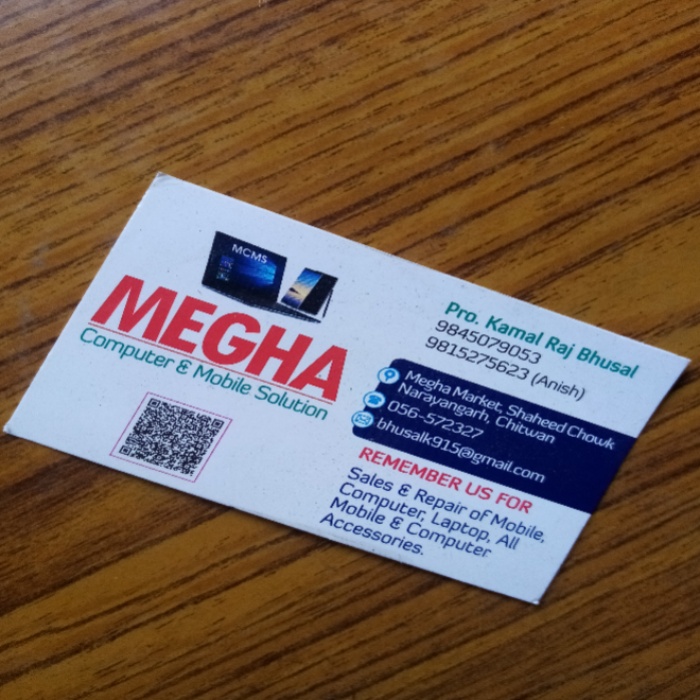 MCMS
MEGHA
Computer & Mobile Solution
Pro. Kamal Raj Bhusal
9845079053
9815275623 (Anish)
Megha Market, Shaheed Chowk
Narayangarh, Chitwan
056-572327
bhusalk915@gmail.com
REMEMBER US FOR
Sales & Repair of Mobile,
Computer, Laptop, All
Mobile & Computer
Accessories.